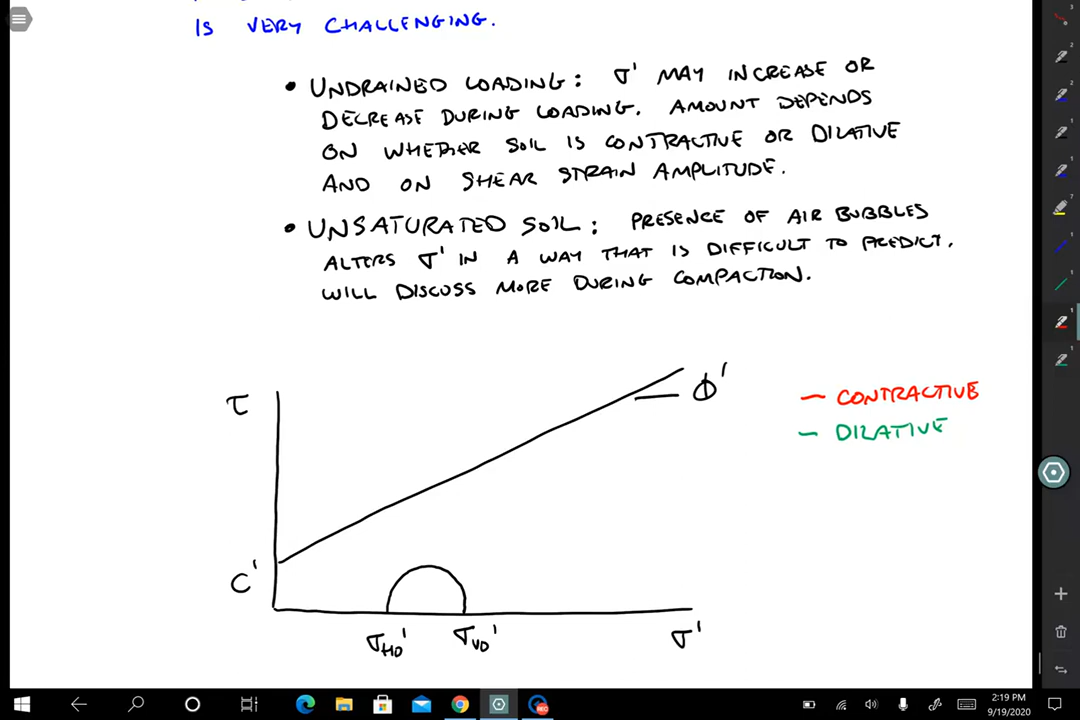 IS VERY CHALLENGING.
• UNDRAINED LOADING: σ' MAY INCREASE OR
DECREASE DURING LOADING. AMOUNT DEPENDS
ON WHETHER SOIL IS CONTRACTIVE OR DILATIVE
AND ON SHEAR STRAIN AMPLITUDE.
• UNSATURATED SOIL: PRESENCE OF AIR BUBBLES
ALTERS σ' IN A WAY THAT IS DIFFICULT TO PREDICT.
WILL DISCUSS MORE DURING COMPACTION.
τ
ϕ'
— CONTRACTIVE
— DILATIVE
C'
σHO'
σVO'
σ'
2:19 PM
9/19/2020